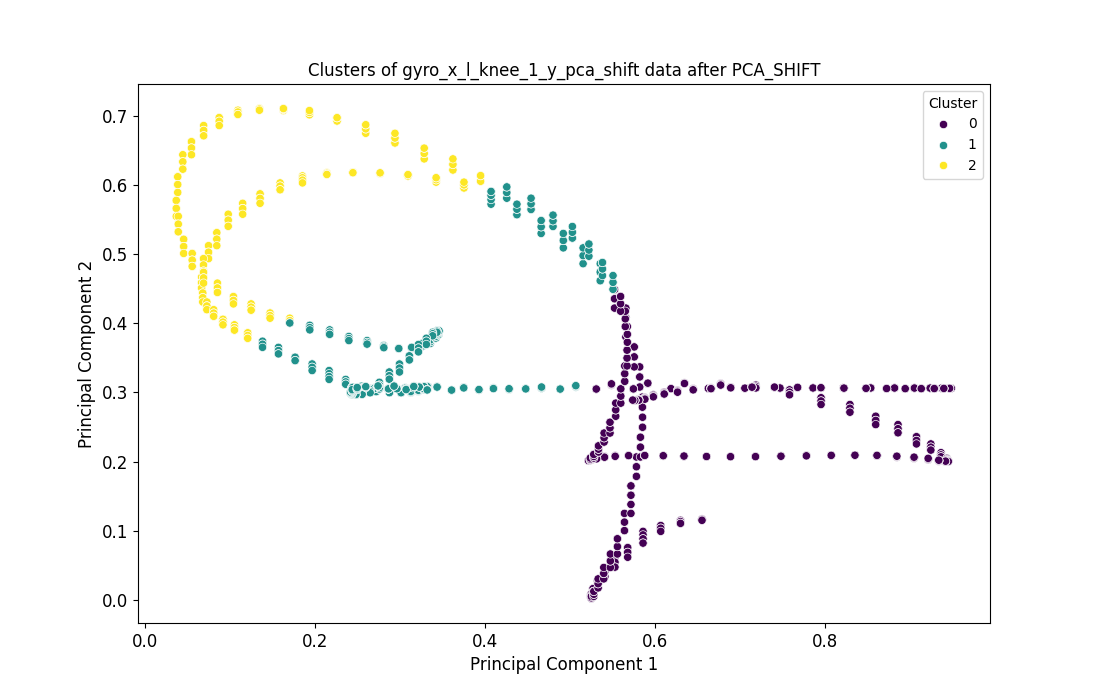 Clusters of gyro_x_l_knee_1_y_pca_shift data after PCA_SHIFT
Cluster
0
1
2
0.7
0.6
0.5
0.4
0.3
0.2
0.1
0.0
Principal Component 2
0.0 0.2 0.4 0.6 0.8
Principal Component 1